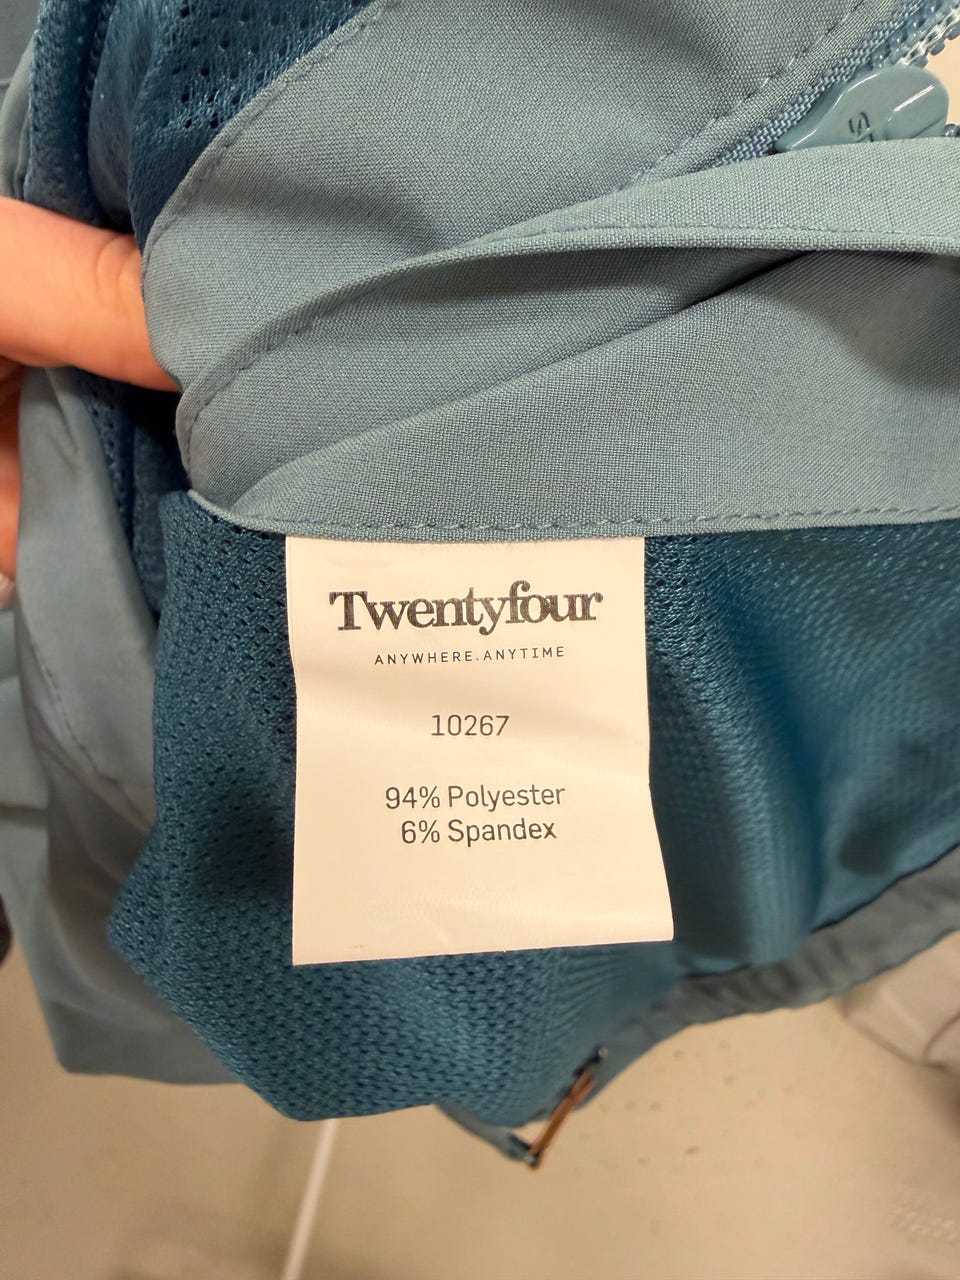 Twentyfour
ANYWHERE.ANYTIME
10267
94% Polyester
6% Spandex